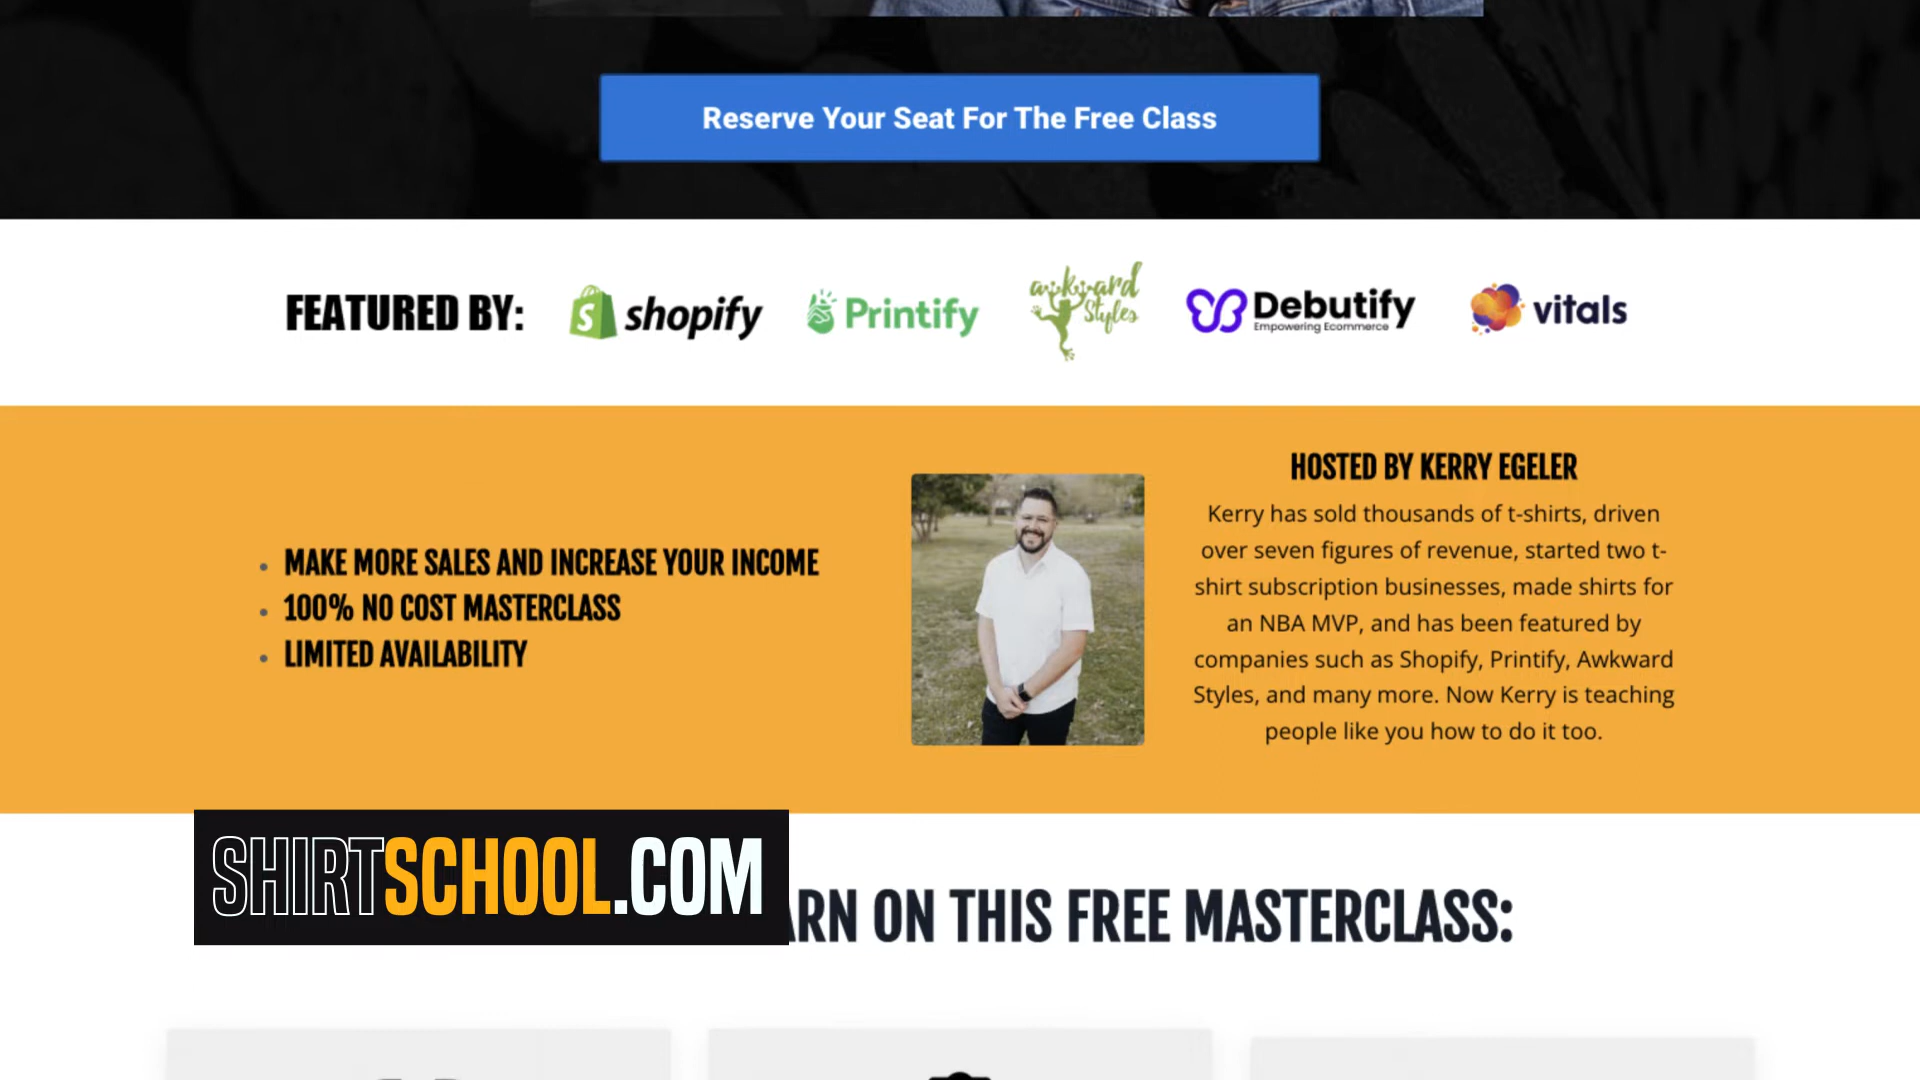 Reserve Your Seat For The Free Class
FEATURED BY:
shopify
Printify
awkward
Styles
Debutify
Empowering Ecommerce
vitals
MAKE MORE SALES AND INCREASE YOUR INCOME
100% NO COST MASTERCLASS
LIMITED AVAILABILITY
HOSTED BY KERRY EGELER
Kerry has sold thousands of t-shirts, driven
over seven figures of revenue, started two t-
shirt subscription businesses, made shirts for
an NBA MVP, and has been featured by
companies such as Shopify, Printify, Awkward
Styles, and many more. Now Kerry is teaching
people like you how to do it too.
SHIRTSCHOOL.COM
ARN ON THIS FREE MASTERCLASS: